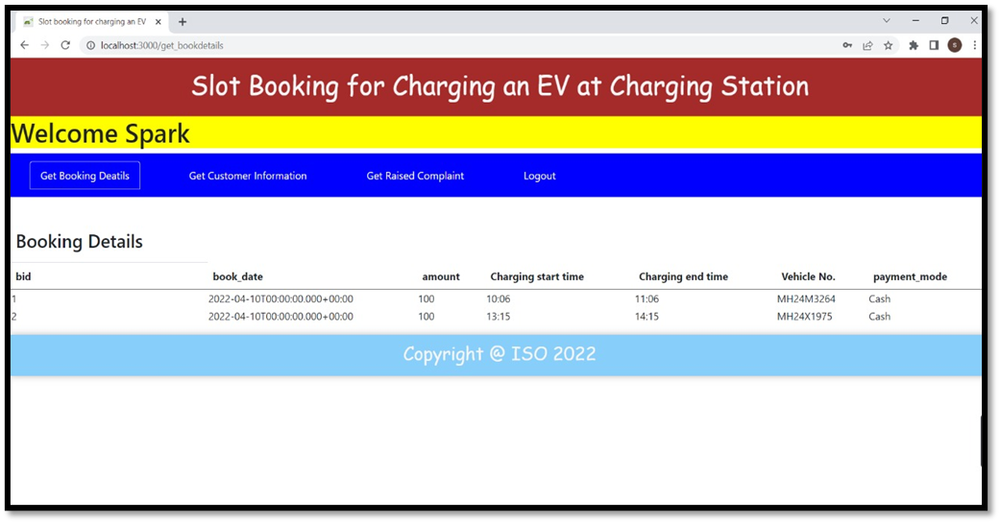 Slot booking for charging an EV
localhost:3000/get_bookdetails
S
Slot Booking for Charging an EV at Charging Station
Welcome Spark
Get Booking Deatils Get Customer Information Get Raised Complaint Logout
Booking Details
bid book_date amount Charging start time Charging end time Vehicle No. payment_mode
1 2022-04-10T00:00:00.000+00:00 100 10:06 11:06 MH24M3264 Cash
2 2022-04-10T00:00:00.000+00:00 100 13:15 14:15 MH24X1975 Cash
Copyright @ ISO 2022